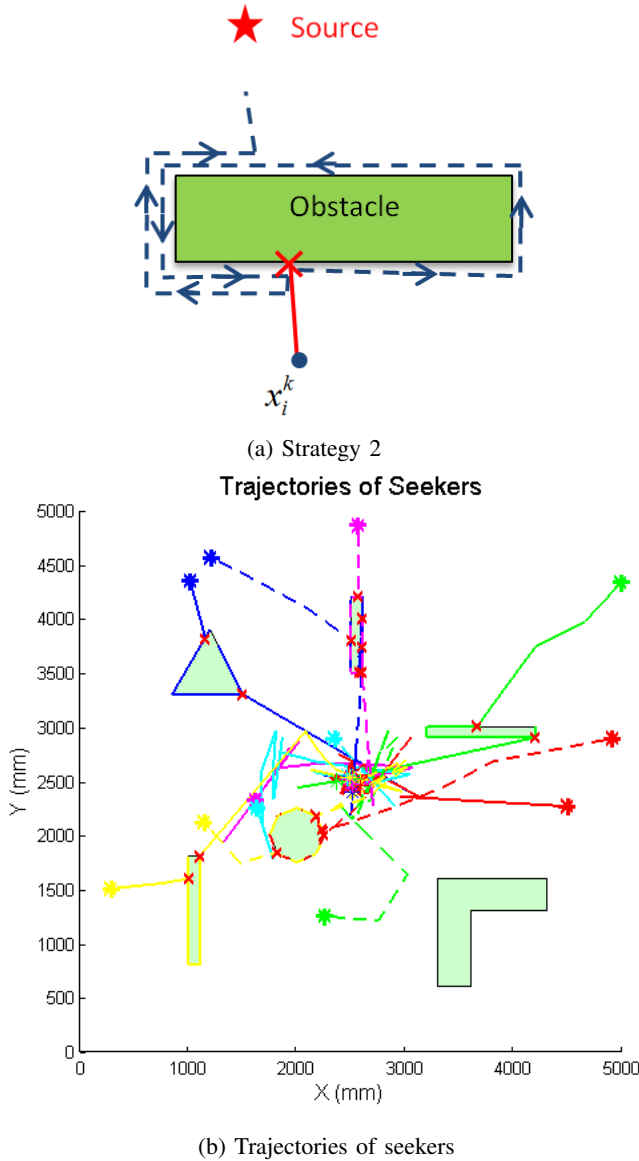 Source
Obstacle
x_i^k
(a) Strategy 2
Trajectories of Seekers
5000
4500
4000
3500
3000
2500
2000
1500
1000
500
0
Y (mm)
0 1000 2000 3000 4000 5000
X (mm)
(b) Trajectories of seekers